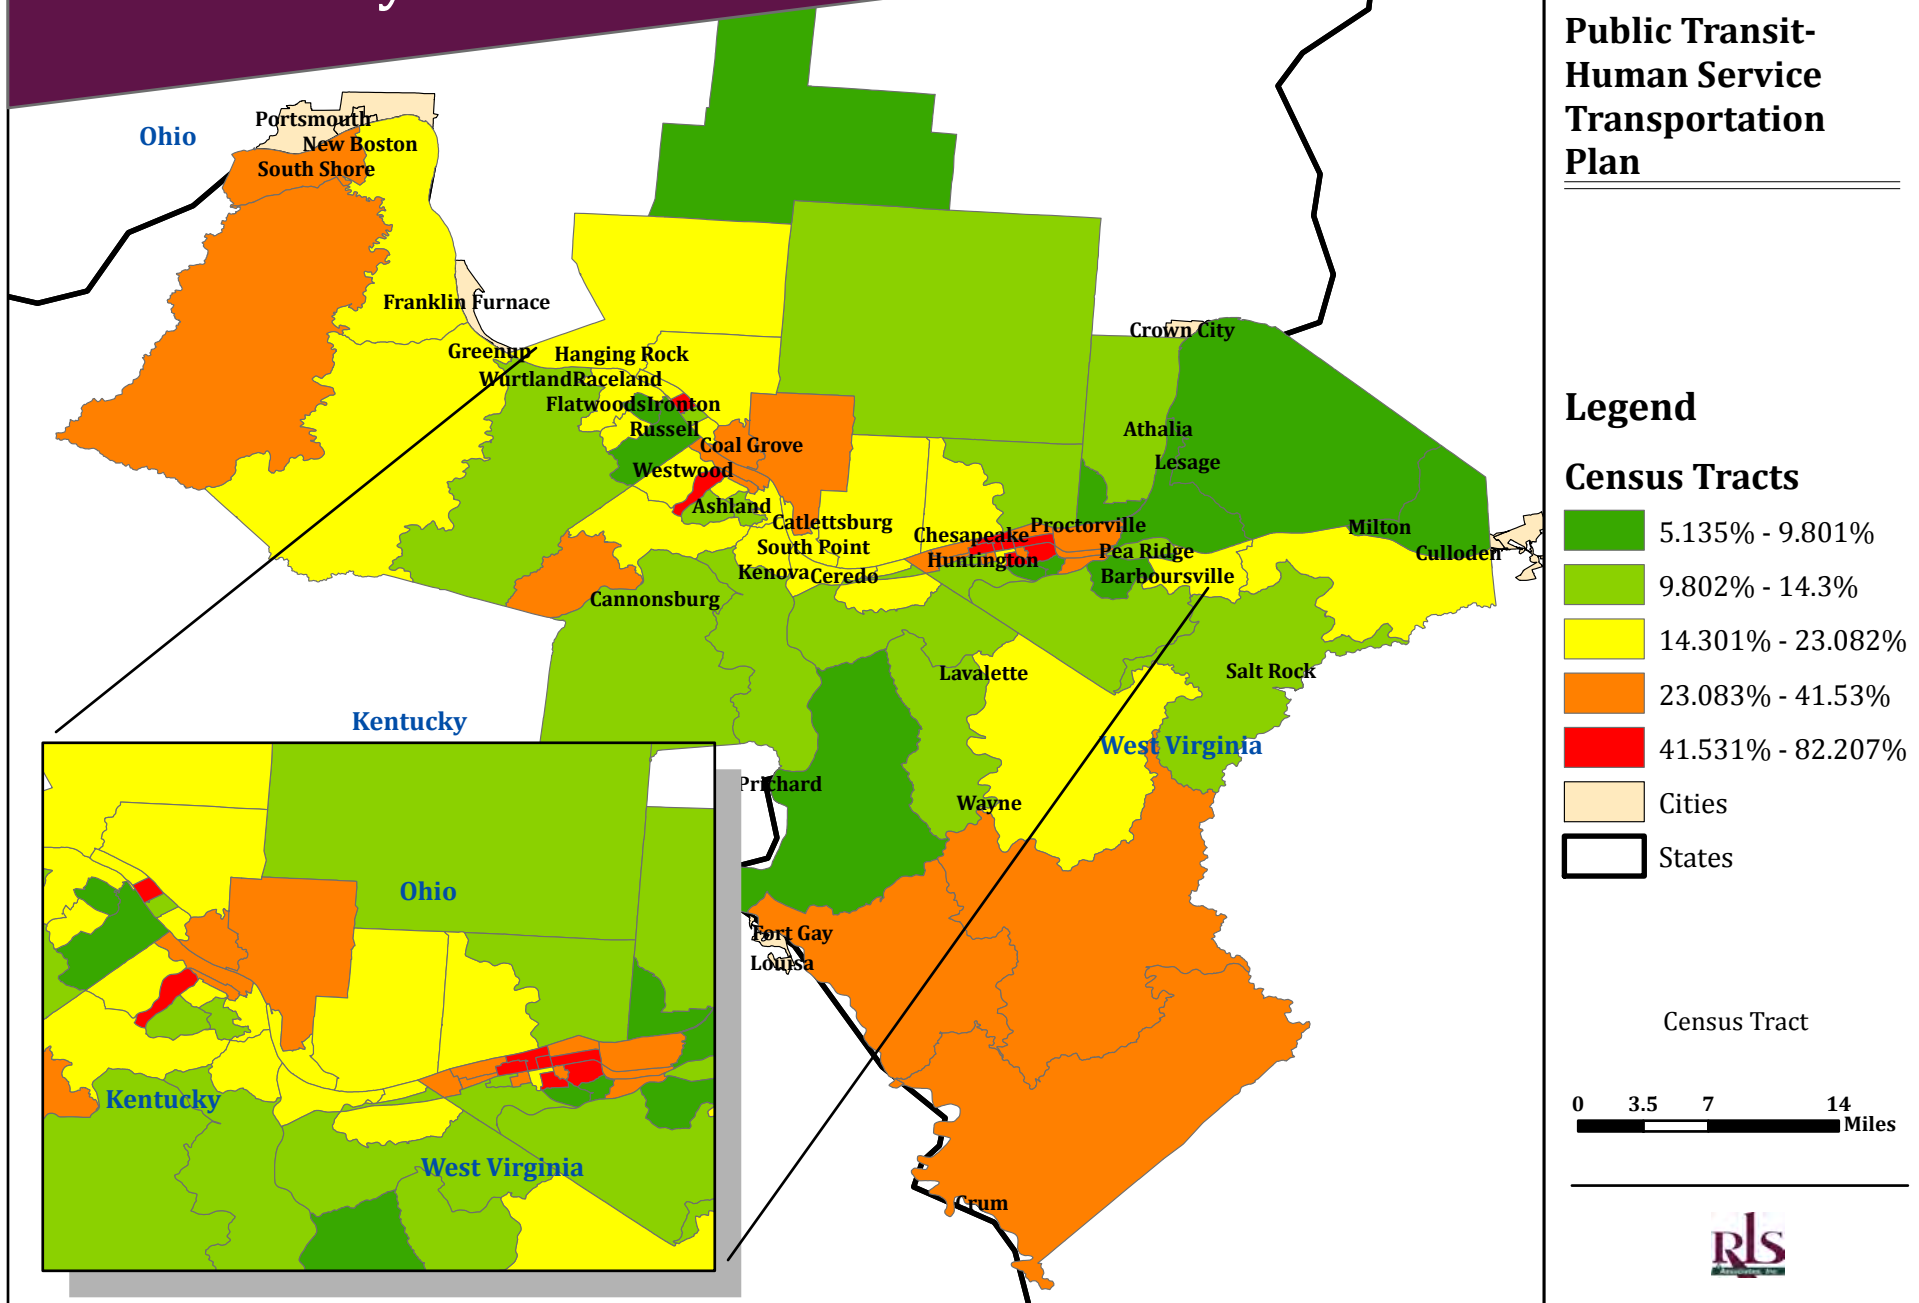 Public Transit-
Human Service
Transportation
Plan
Ohio
Portsmouth
New Boston
South Shore
Franklin Furnace
Greenup
Hanging Rock
Wurtland
Raceland
Flatwoods
Ironton
Russell
Coal Grove
Westwood
Ashland
Catlettsburg
South Point
Kenova
Ceredo
Cannonsburg
Chesapeake
Huntington
Proctorville
Pea Ridge
Barboursville
Crown City
Athalia
Lesage
Milton
Culloden
Salt Rock
Lavalette
West Virginia
Wayne
Prichard
Fort Gay
Louisa
Crum
Kentucky
Ohio
Kentucky
West Virginia
Legend
Census Tracts
5.135% - 9.801%
9.802% - 14.3%
14.301% - 23.082%
23.083% - 41.53%
41.531% - 82.207%
Cities
States
Census Tract
0 3.5 7 14
Miles
RLS
Associates, Inc.